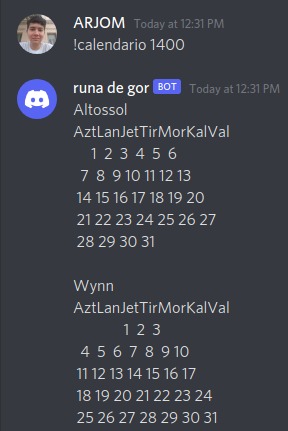 ARJOM Today at 12:31 PM
!calendario 1400
runa de gor BOT Today at 12:31 PM
Altossol
AztLanJetTirMorKalVal
1 2 3 4 5 6
7 8 9 10 11 12 13
14 15 16 17 18 19 20
21 22 23 24 25 26 27
28 29 30 31
Wynn
AztLanJetTirMorKalVal
1 2 3
4 5 6 7 8 9 10
11 12 13 14 15 16 17
18 19 20 21 22 23 24
25 26 27 28 29 30 31